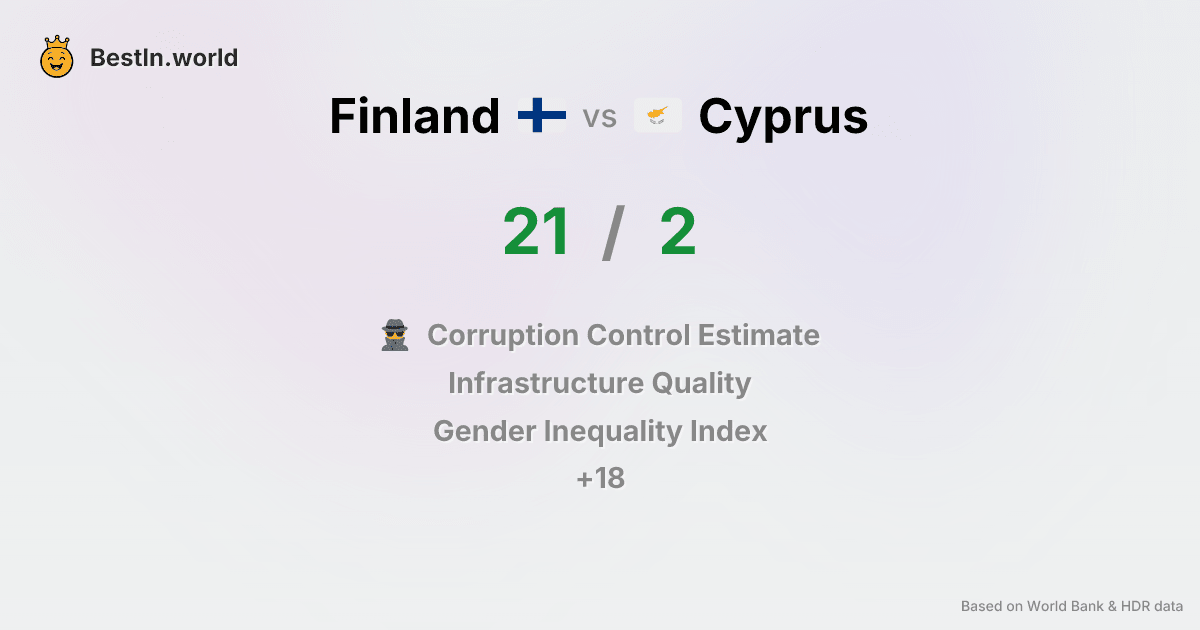 BestIn.world
Finland vs Cyprus
21 / 2
Corruption Control Estimate
Infrastructure Quality
Gender Inequality Index
+18
Based on World Bank & HDR data